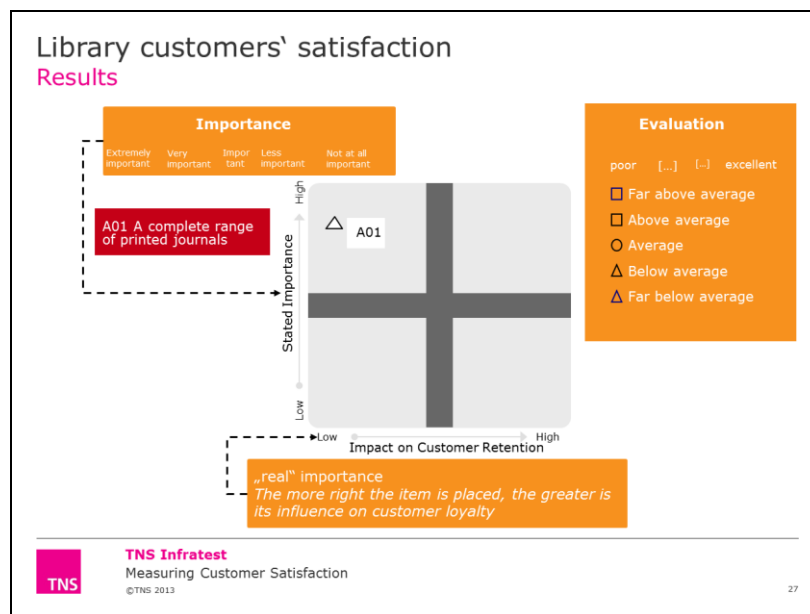 Library customers‘ satisfaction
Results
Importance
Extremely important
Very important
Impor tant
Less important
Not at all important
A01 A complete range
of printed journals
Evaluation
poor [...] [...] excellent
Far above average
Above average
Average
Below average
Far below average
High
Stated Importance
Low
A01
Low
High
Impact on Customer Retention
„real“ importance
The more right the item is placed, the greater is
its influence on customer loyalty
TNS
TNS Infratest
Measuring Customer Satisfaction
©TNS 2013
27